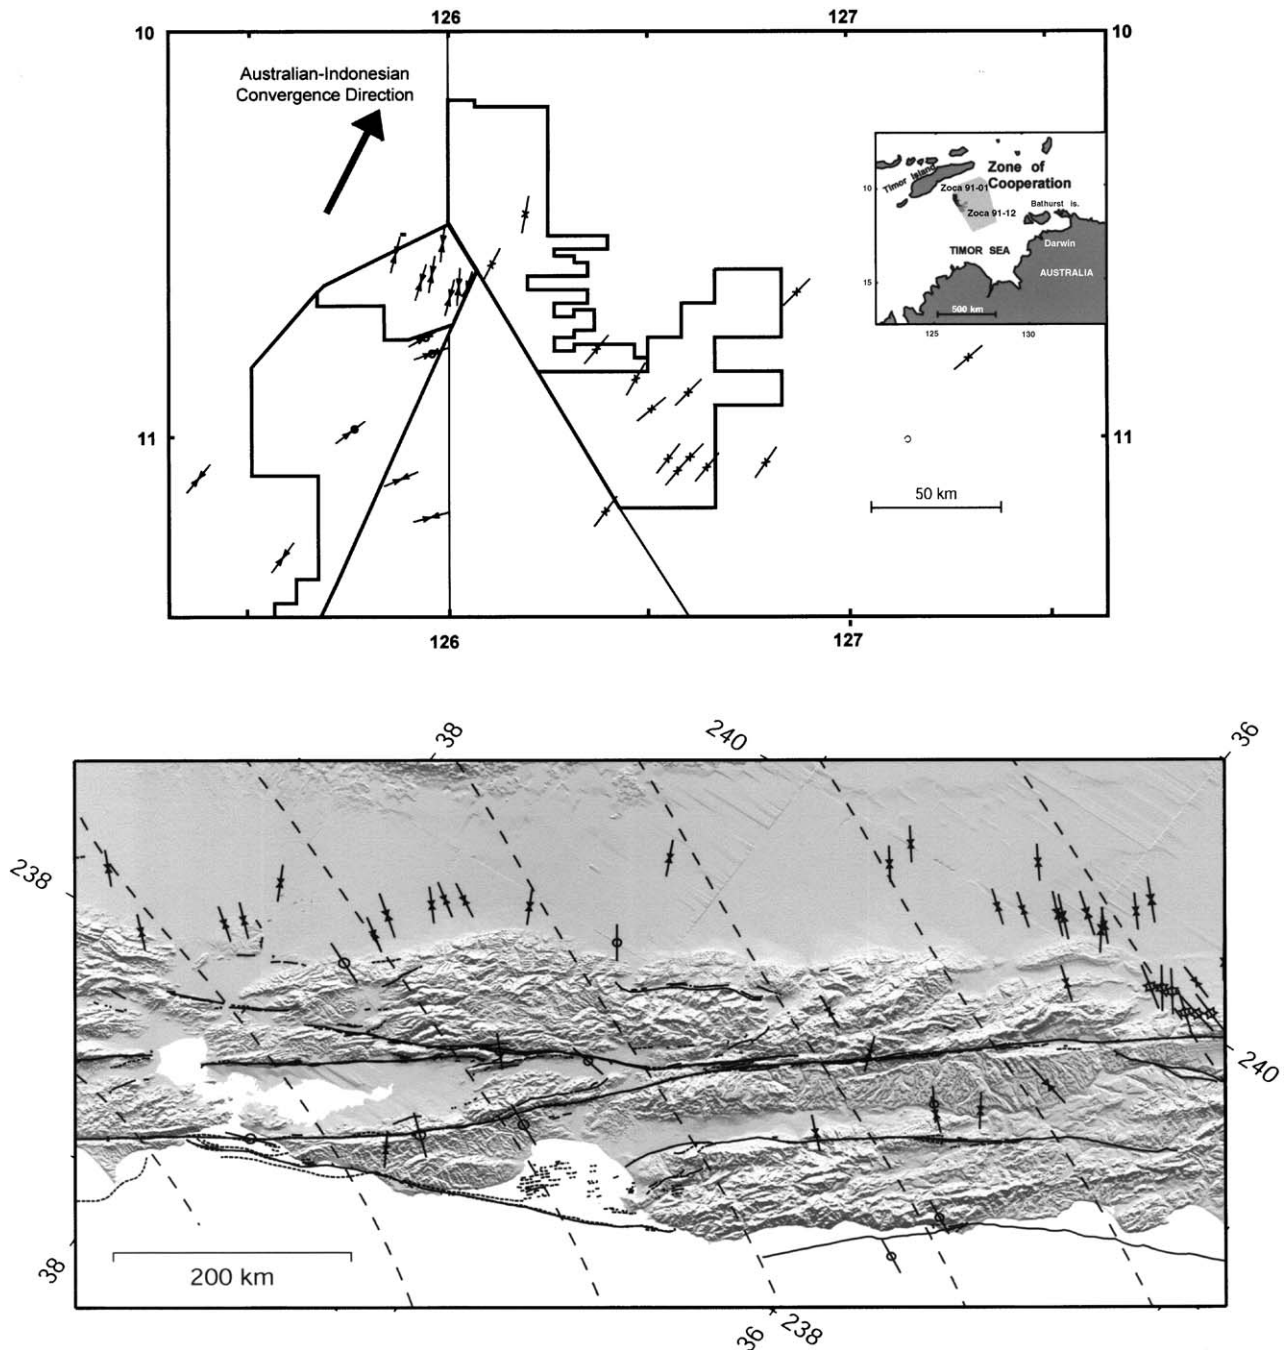 126
127
10
10
Australian-Indonesian
Convergence Direction
Zone of
Cooperation
Timor Island
10
Zoca 91-01
Zoca 91-12
Bathurst is.
Darwin
TIMOR SEA
AUSTRALIA
15
500 km
125
130
11
11
50 km
126
127
38
240
36
238
240
200 km
38
36
238